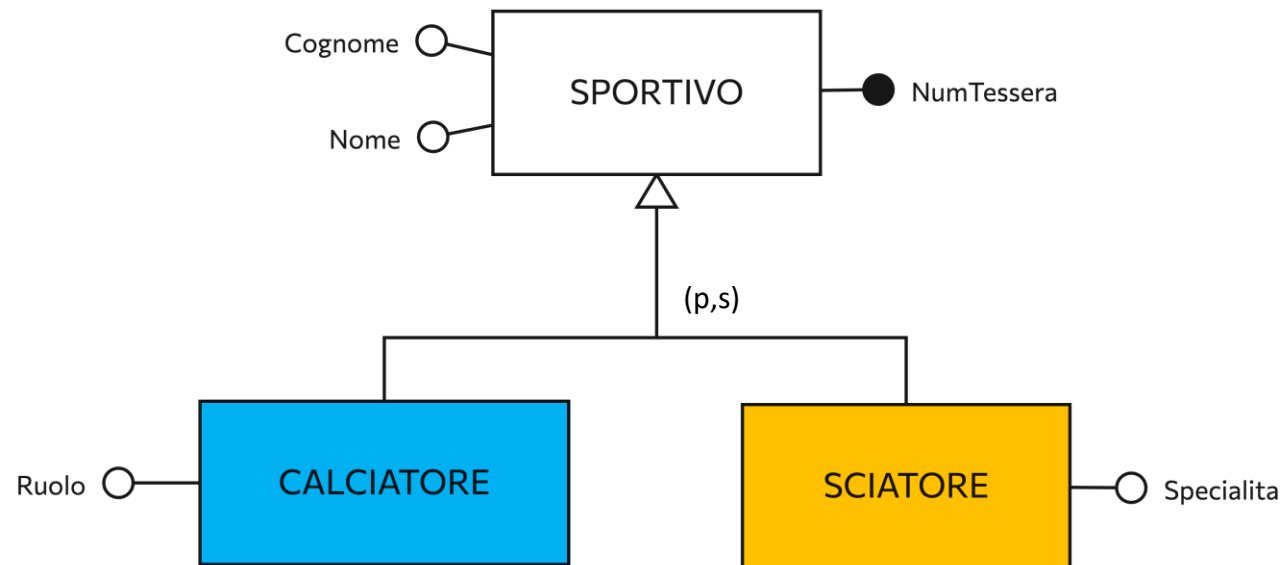 Cognome
SPORTIVO
NumTessera
Nome
(p,s)
CALCIATORE
SCIATORE
Ruolo
Specialita